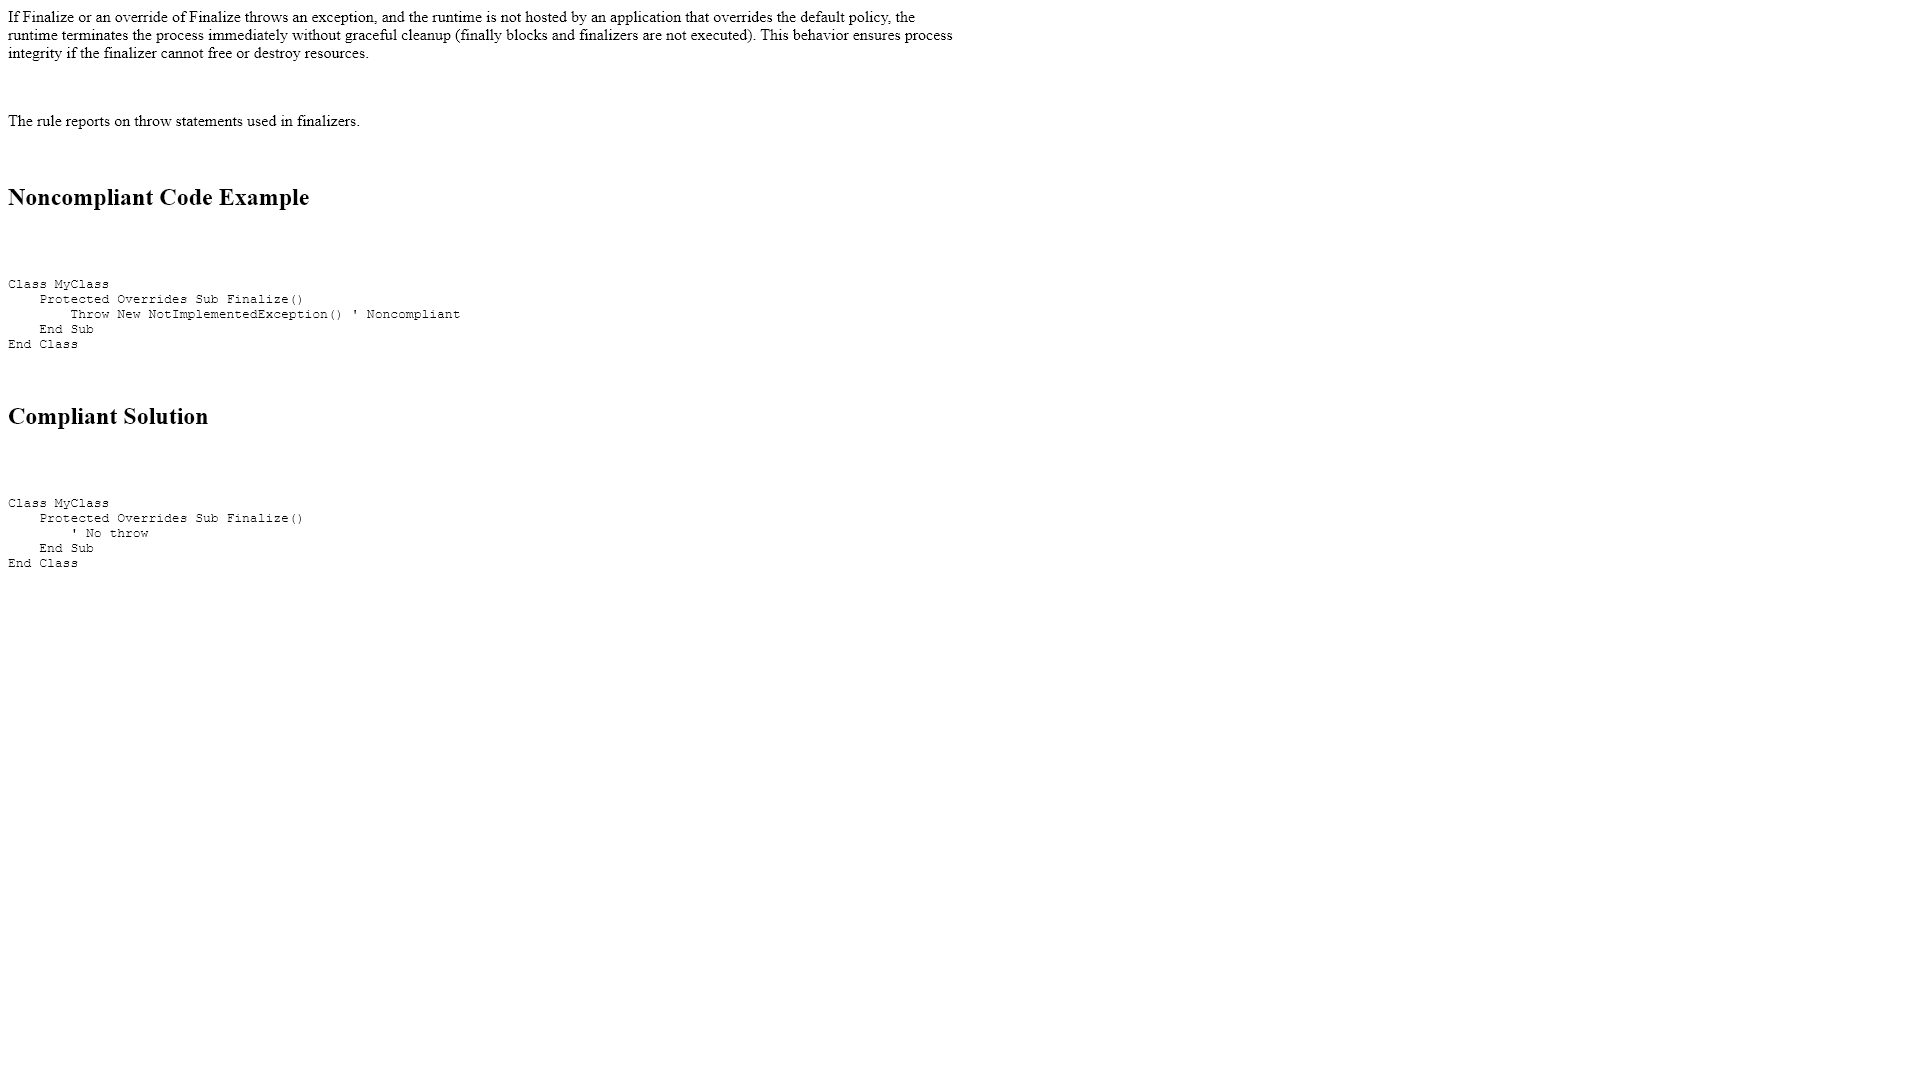 If Finalize or an override of Finalize throws an exception, and the runtime is not hosted by an application that overrides the default policy, the
runtime terminates the process immediately without graceful cleanup (finally blocks and finalizers are not executed). This behavior ensures process
integrity if the finalizer cannot free or destroy resources.
The rule reports on throw statements used in finalizers.
Noncompliant Code Example
Class MyClass
    Protected Overrides Sub Finalize()
        Throw New NotImplementedException() ' Noncompliant
    End Sub
End Class
Compliant Solution
Class MyClass
    Protected Overrides Sub Finalize()
        ' No throw
    End Sub
End Class